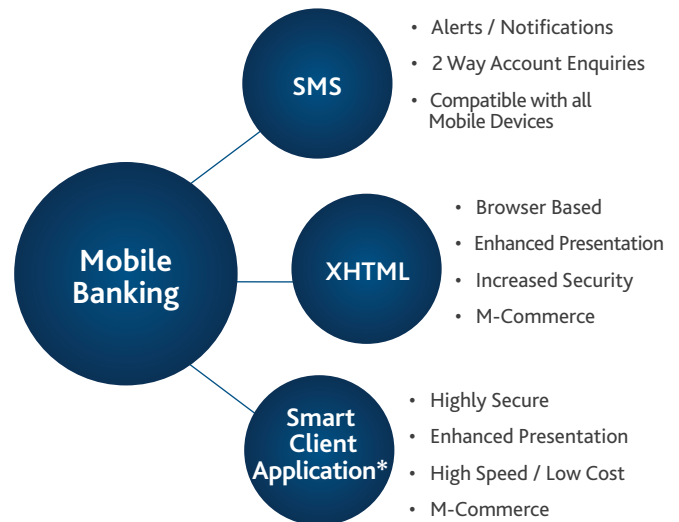 SMS
• Alerts / Notifications
• 2 Way Account Enquiries
• Compatible with all
Mobile Devices
Mobile
Banking
XHTML
• Browser Based
• Enhanced Presentation
• Increased Security
• M-Commerce
Smart
Client
Application*
• Highly Secure
• Enhanced Presentation
• High Speed / Low Cost
• M-Commerce